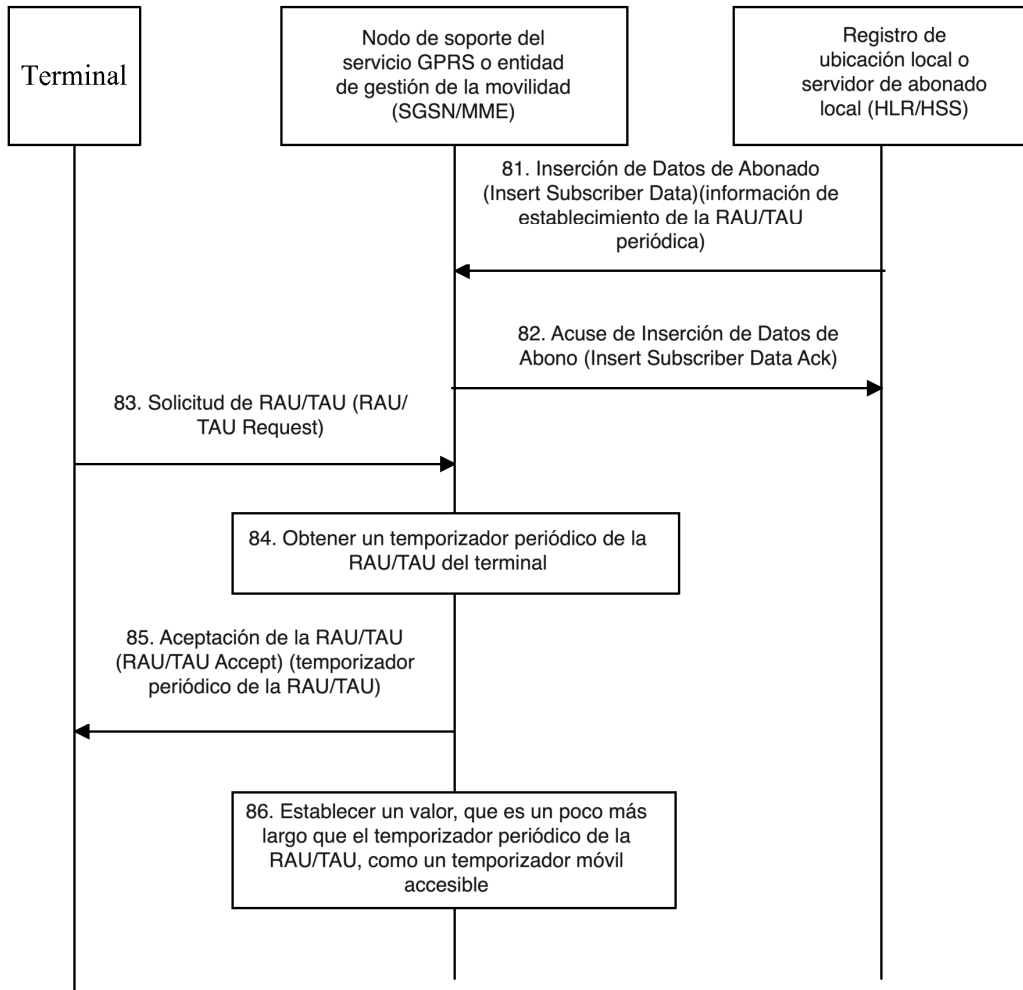 Terminal
Nodo de soporte del
servicio GPRS o entidad
de gestión de la movilidad
(SGSN/MME)
Registro de
ubicación local o
servidor de abonado
local (HLR/HSS)
81. Inserción de Datos de Abonado
(Insert Subscriber Data)(información de
establecimiento de la RAU/TAU
periódica)
82. Acuse de Inserción de Datos de
Abono (Insert Subscriber Data Ack)
83. Solicitud de RAU/TAU (RAU/
TAU Request)
84. Obtener un temporizador periódico de la
RAU/TAU del terminal
85. Aceptación de la RAU/TAU
(RAU/TAU Accept) (temporizador
periódico de la RAU/TAU)
86. Establecer un valor, que es un poco más
largo que el temporizador periódico de la
RAU/TAU, como un temporizador móvil
accesible